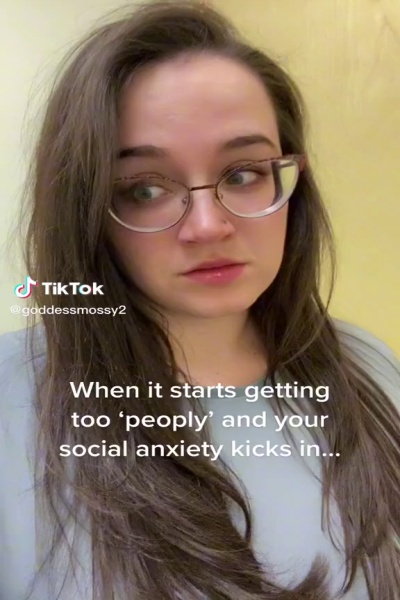 TikTok
@goddessmossy2
When it starts getting
too ‘peoply’ and your
social anxiety kicks in...